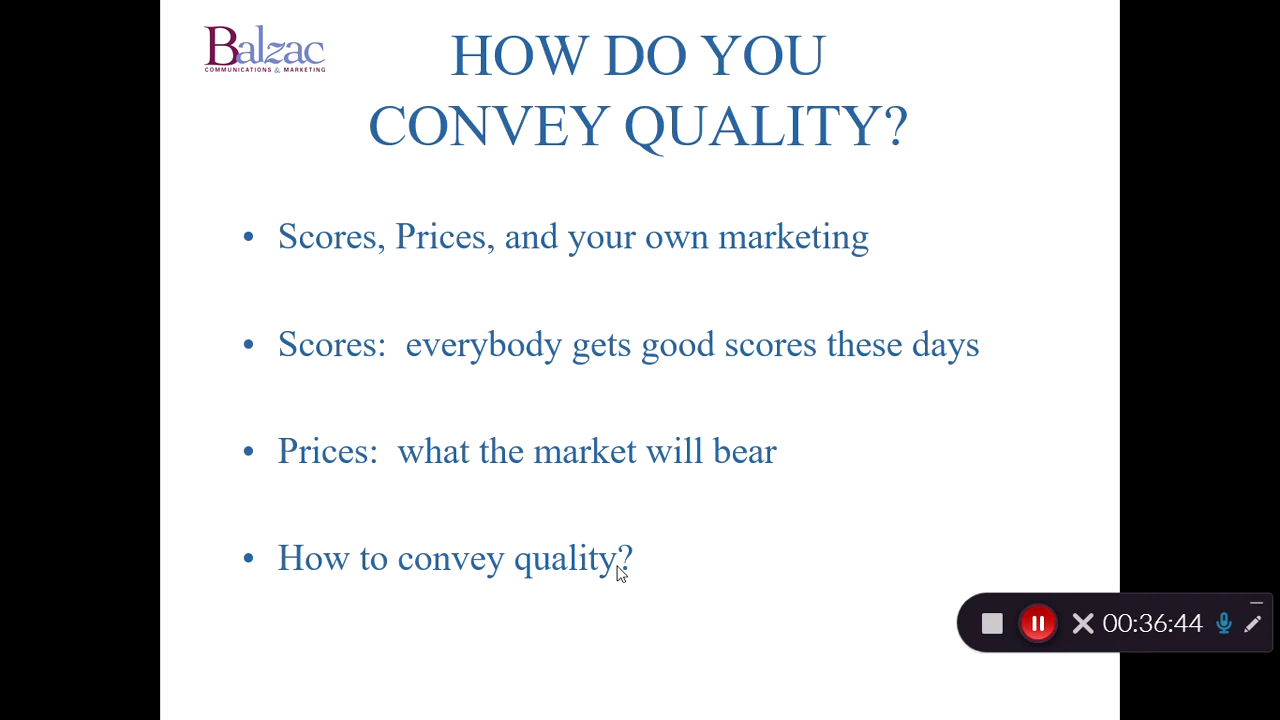 Balzac
COMMUNICATIONS & MARKETING
HOW DO YOU
CONVEY QUALITY?
• Scores, Prices, and your own marketing
• Scores:  everybody gets good scores these days
• Prices:  what the market will bear
• How to convey quality?
00:36:44